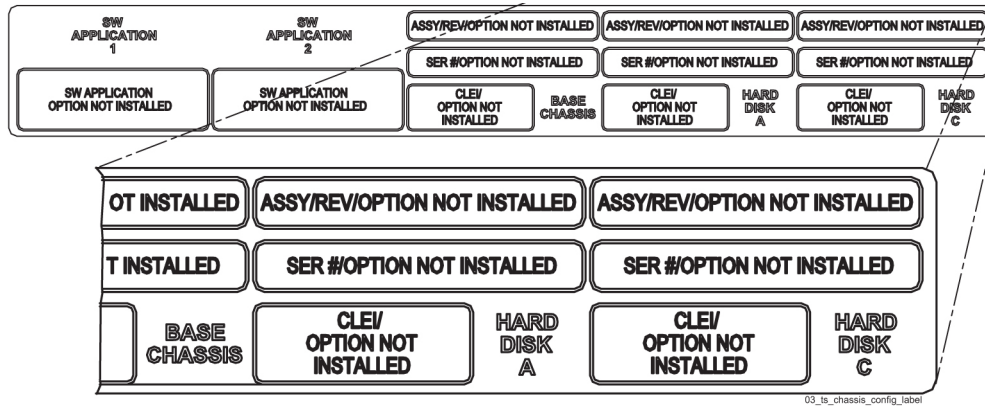 SW
APPLICATION
1
SW
APPLICATION
2
SW APPLICATION
OPTION NOT INSTALLED
SW APPLICATION
OPTION NOT INSTALLED
ASSY/REV/OPTION NOT INSTALLED
ASSY/REV/OPTION NOT INSTALLED
ASSY/REV/OPTION NOT INSTALLED
SER #/OPTION NOT INSTALLED
SER #/OPTION NOT INSTALLED
SER #/OPTION NOT INSTALLED
CLEI/
OPTION NOT
INSTALLED
BASE
CHASSIS
CLEI/
OPTION NOT
INSTALLED
HARD
DISK
A
CLEI/
OPTION NOT
INSTALLED
HARD
DISK
C
OT INSTALLED
ASSY/REV/OPTION NOT INSTALLED
ASSY/REV/OPTION NOT INSTALLED
T INSTALLED
SER #/OPTION NOT INSTALLED
SER #/OPTION NOT INSTALLED
BASE
CHASSIS
CLEI/
OPTION NOT
INSTALLED
HARD
DISK
A
CLEI/
OPTION NOT
INSTALLED
HARD
DISK
C
03_ts_chassis_config_label